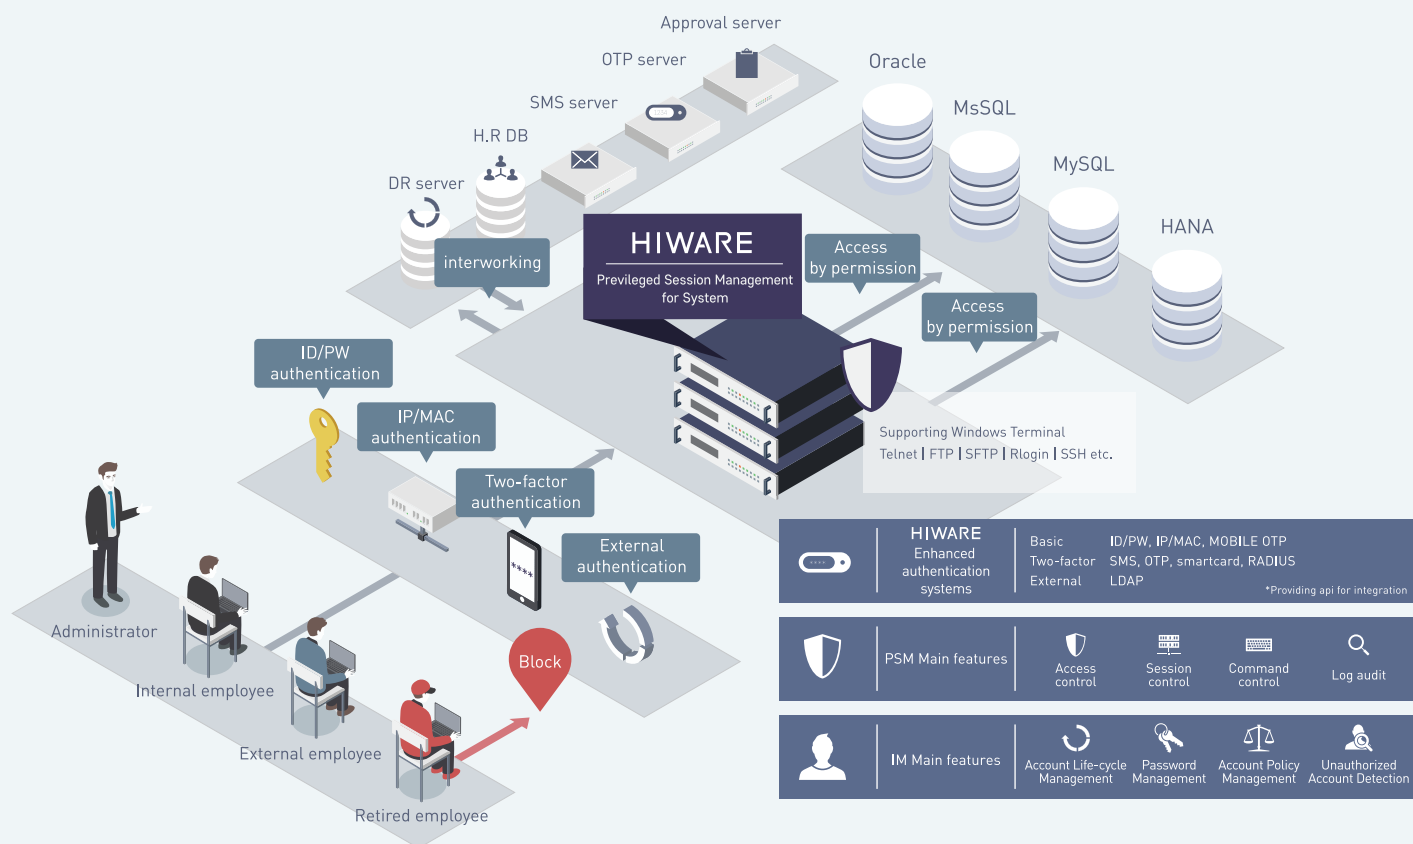 Approval server
OTP server
SMS server
H.R DB
DR server
interworking
Oracle
MsSQL
MySQL
HANA
HIWARE
Previleged Session Management
for System
Access
by permission
Access
by permission
ID/PW
authentication
IP/MAC
authentication
Two-factor
authentication
****
External
authentication
Supporting Windows Terminal
Telnet | FTP | SFTP | Rlogin | SSH etc.
Administrator
Internal employee
External employee
Retired employee
Block
HIWARE
Enhanced
authentication
systems
Basic ID/PW, IP/MAC, MOBILE OTP
Two-factor SMS, OTP, smartcard, RADIUS
External LDAP
*Providing api for integration
PSM Main features
Access
control
Session
control
Command
control
Log audit
IM Main features
Account Life-cycle
Management
Password
Management
Account Policy
Management
Unauthorized
Account Detection